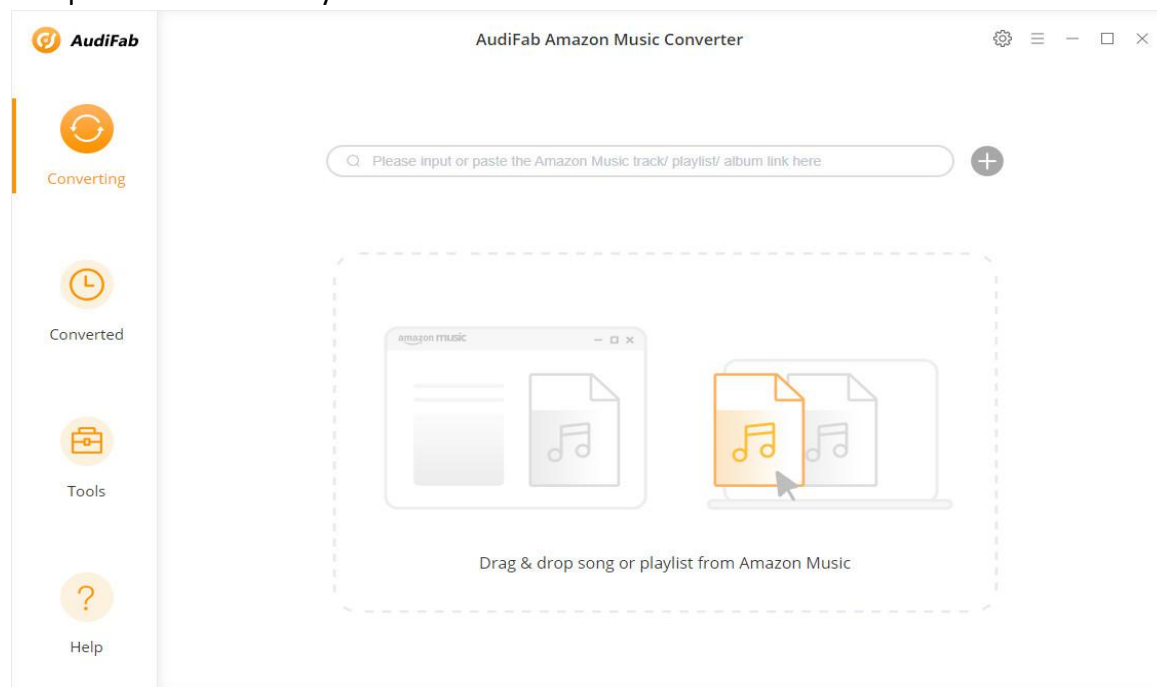 AudiFab
AudiFab Amazon Music Converter
Please input or paste the Amazon Music track/ playlist/ album link here
Converting
Converted
amazon music
Tools
Drag & drop song or playlist from Amazon Music
?
Help